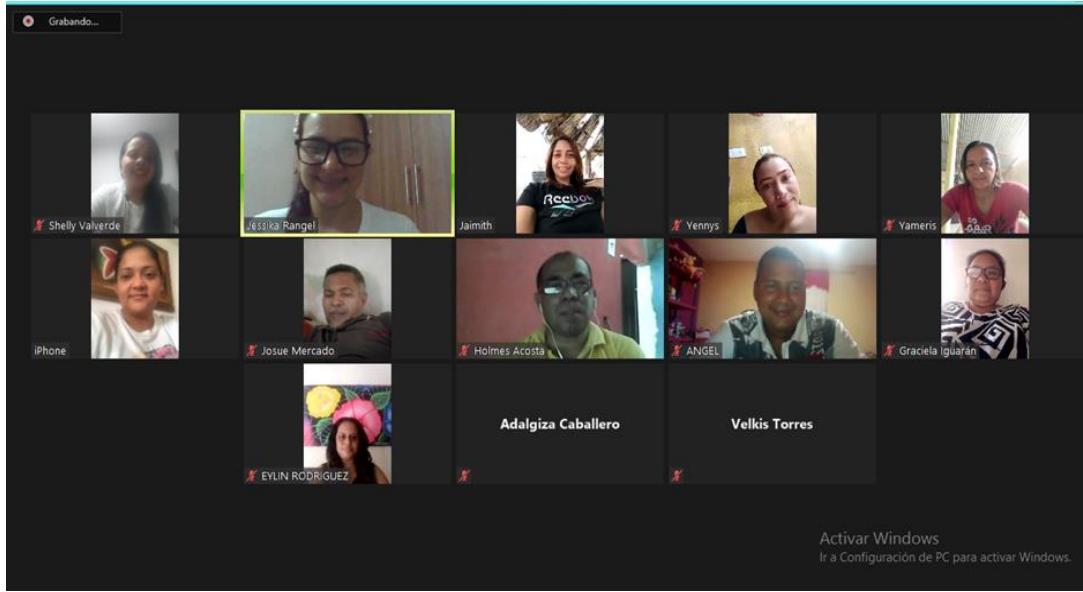 Grabando...
Shelly Valverde
Jessika Rangel
Jaimith
Reebok
Yennys
Yameris
iPhone
Josue Mercado
Holmes Acosta
ANGEL
Graciela Iguarán
EYLIN RODRIGUEZ
Adalgiza Caballero
Velkis Torres
Activar Windows
Ir a Configuración de PC para activar Windows.